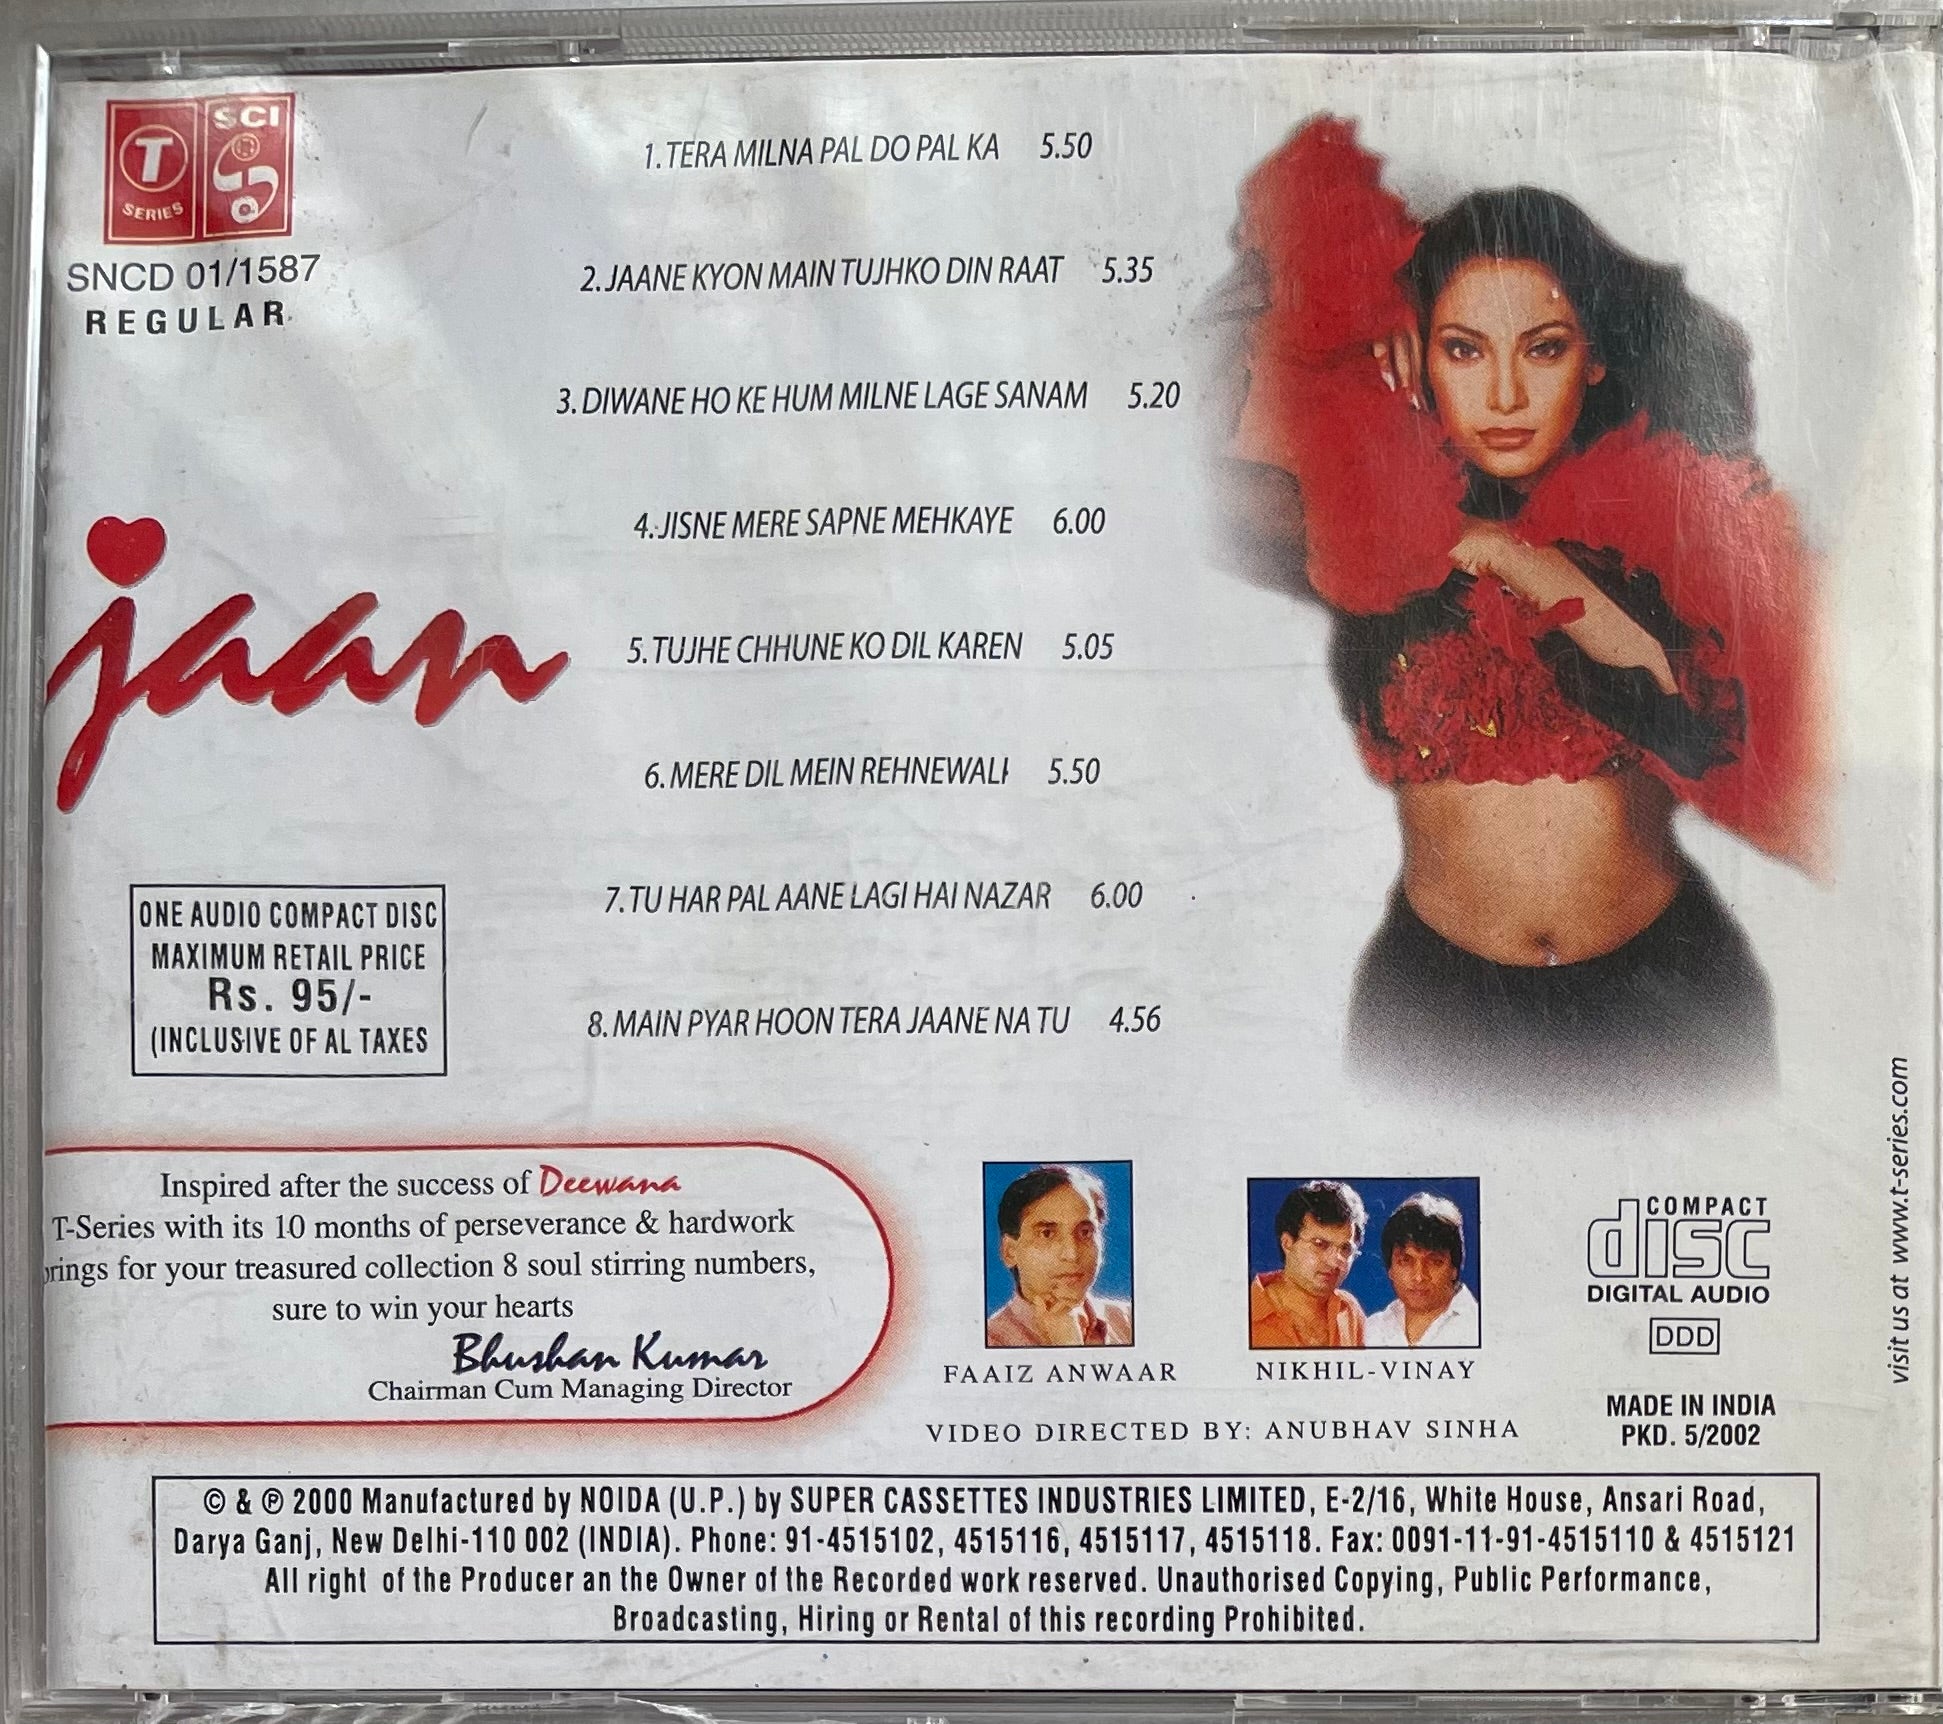 T
SERIES
SCI
SNCD 01/1587
REGULAR
1. TERA MILNA PAL DO PAL KA 5.50
2. JAANE KYON MAIN TUJHKO DIN RAAT 5.35
3. DIWANE HO KE HUM MILNE LAGE SANAM 5.20
4. JISNE MERE SAPNE MEHKAYE 6.00
5. TUJHE CHHUNE KO DIL KAREN 5.05
6. MERE DIL MEIN REHNEWALI 5.50
7. TU HAR PAL AANE LAGI HAI NAZAR 6.00
8. MAIN PYAR HOON TERA JAANE NA TU 4.56
jaan
ONE AUDIO COMPACT DISC
MAXIMUM RETAIL PRICE
Rs. 95/-
(INCLUSIVE OF AL TAXES
Inspired after the success of Deewana
T-Series with its 10 months of perseverance & hardwork
rings for your treasured collection 8 soul stirring numbers,
sure to win your hearts
Bhushan Kumar
Chairman Cum Managing Director
FAAIZ ANWAAR
NIKHIL-VINAY
VIDEO DIRECTED BY: ANUBHAV SINHA
COMPACT
disc
DIGITAL AUDIO
DDD
MADE IN INDIA
PKD. 5/2002
visit us at www.t-series.com
© & ℗ 2000 Manufactured by NOIDA (U.P.) by SUPER CASSETTES INDUSTRIES LIMITED, E-2/16, White House, Ansari Road,
Darya Ganj, New Delhi-110 002 (INDIA). Phone: 91-4515102, 4515116, 4515117, 4515118. Fax: 0091-11-91-4515110 & 4515121
All right of the Producer an the Owner of the Recorded work reserved. Unauthorised Copying, Public Performance,
Broadcasting, Hiring or Rental of this recording Prohibited.